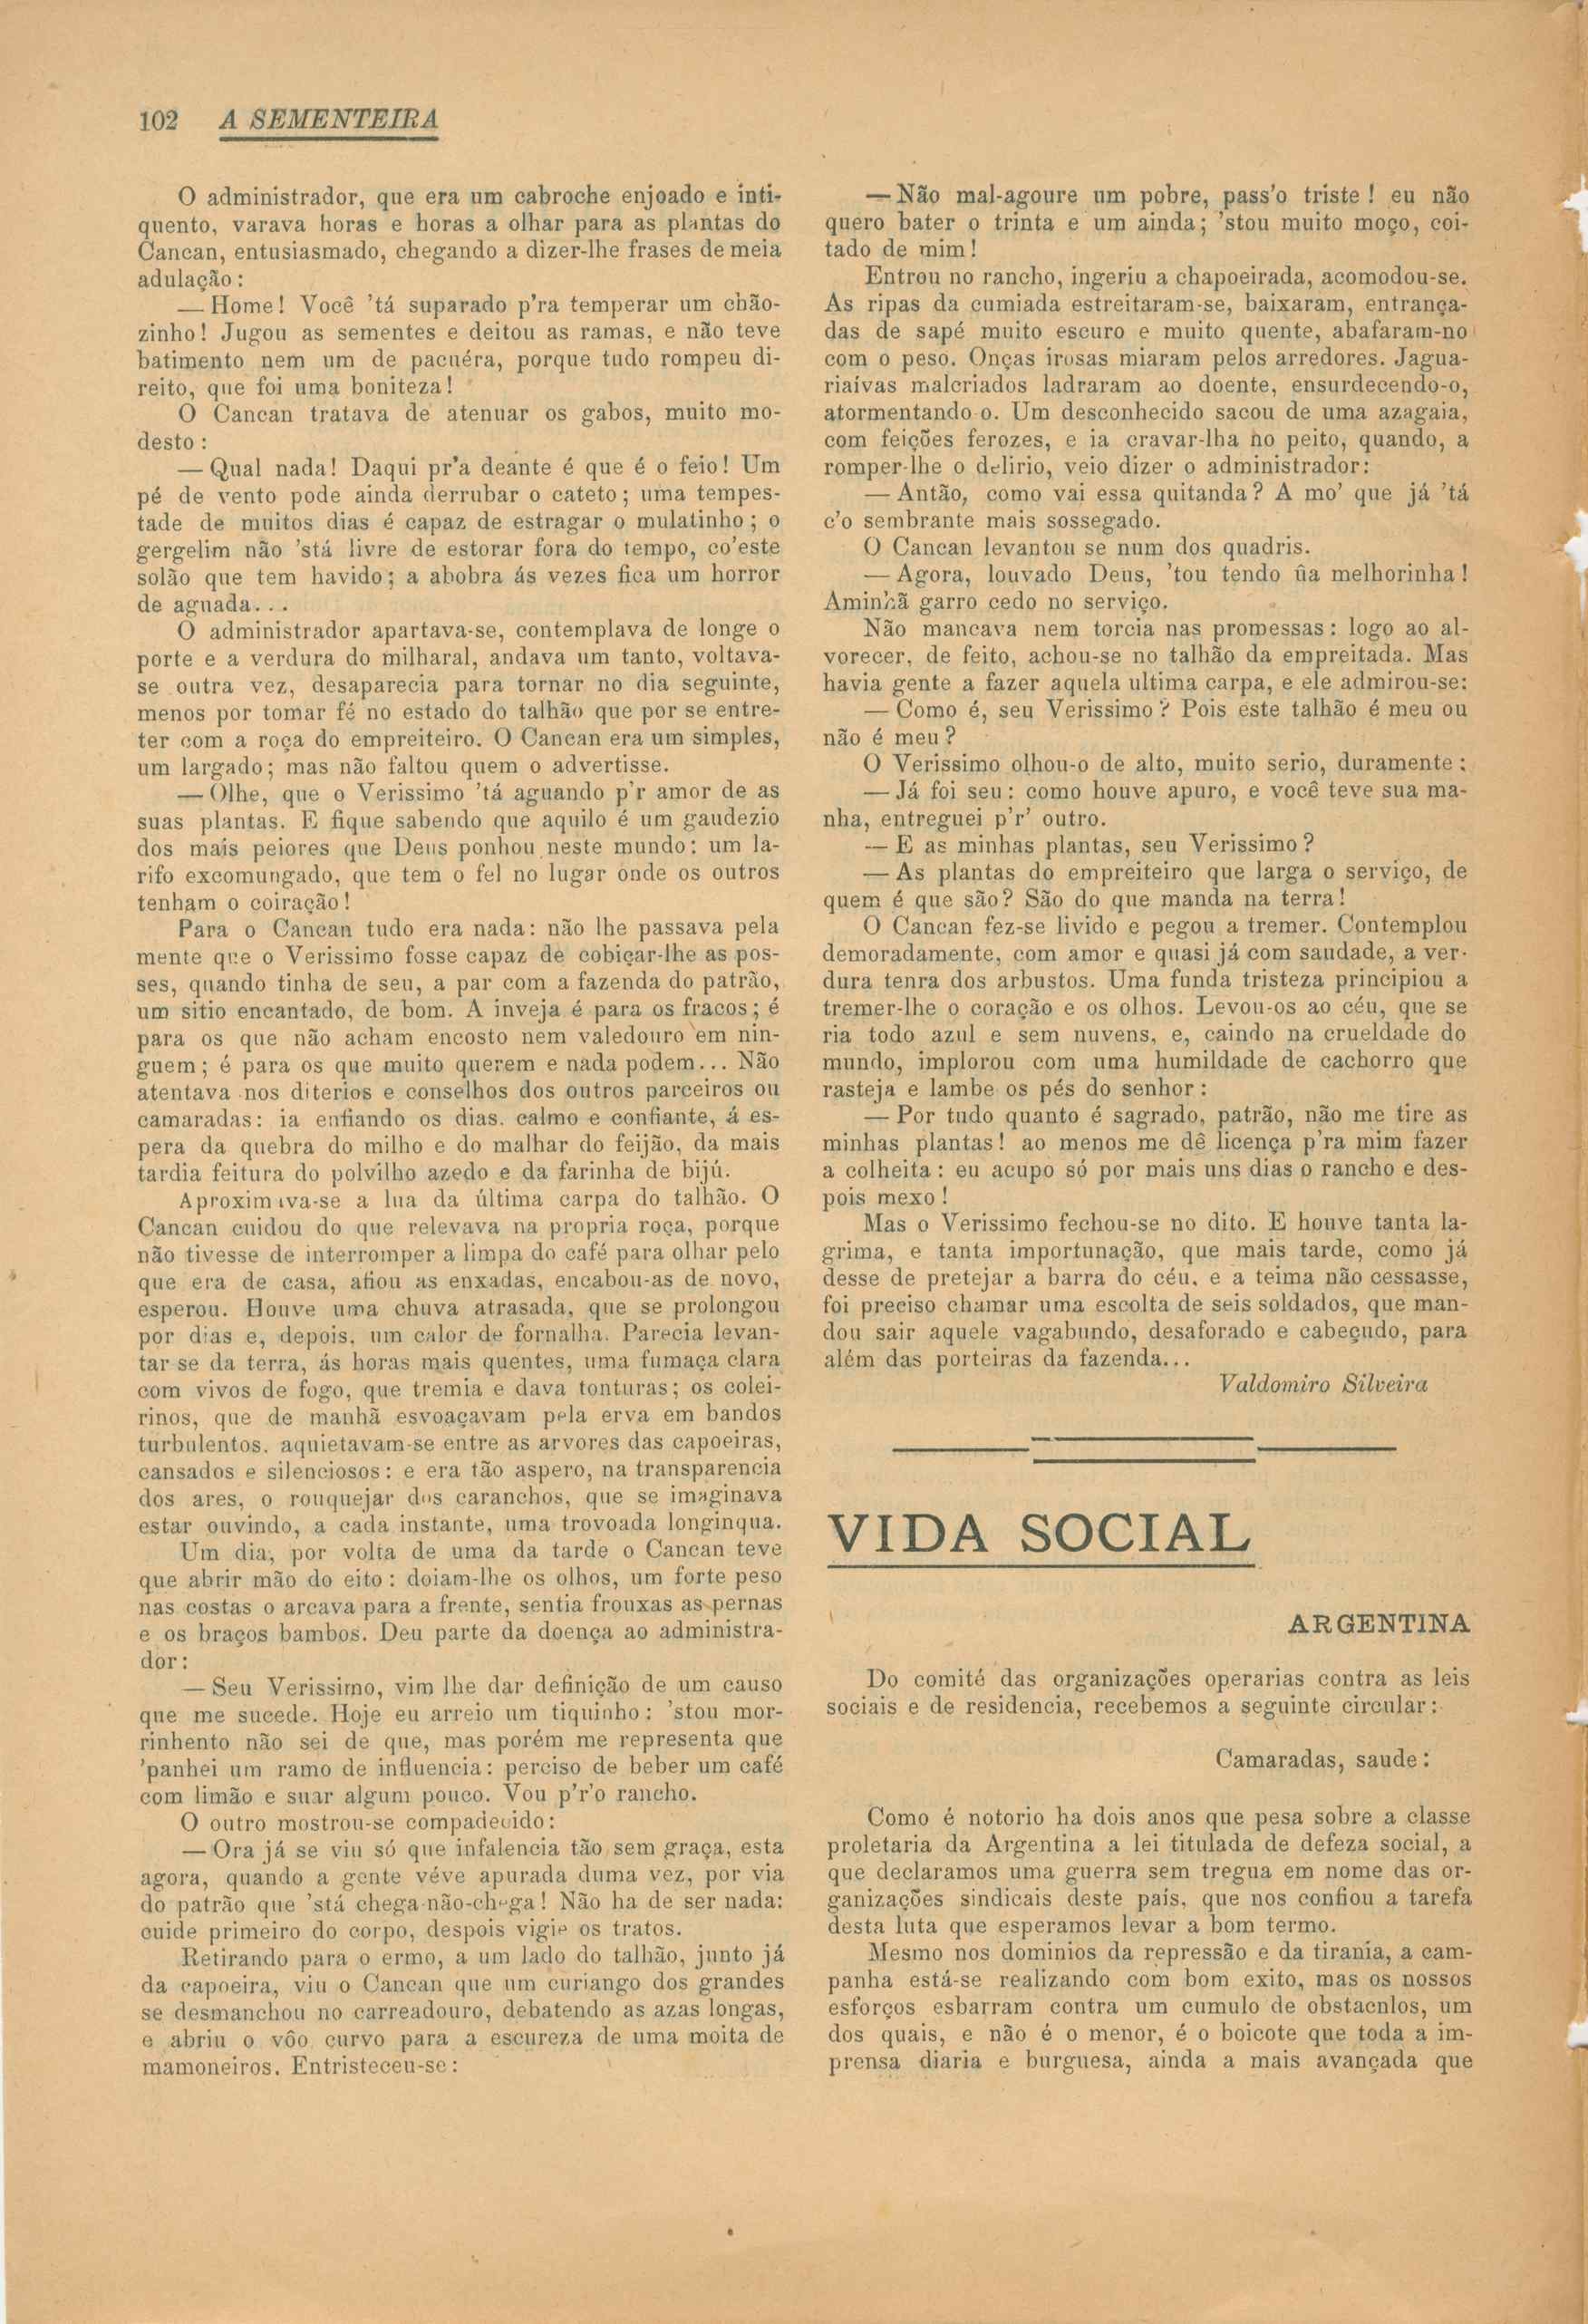 102 A SEMENTEIRA
O administrador, que era um cabroche enjoado e inti-
quento, varava horas e horas a olhar para as plantas do
Cancan, entusiasmado, chegando a dizer-lhe frases de meia
adulação:
— Home! Você 'tá suparado p'ra temperar um chão-
zinho! Jugou as sementes e deitou as ramas, e não teve
batimento nem um de pacuéra, porque tudo rompeu di-
reito, que foi uma boniteza!
O Cancan tratava de atenuar os gabos, muito mo-
desto:
— Qual nada! Daqui pr'a deante é que é o feio! Um
pé de vento pode ainda derrubar o cateto; uma tempes-
tade de muitos dias é capaz de estragar o mulatinho; o
gergelim não 'stá livre de estorar fora do tempo, co'este
solão que tem havido; a abobra ás vezes fica um horror
de aguada...
O administrador apartava-se, contemplava de longe o
porte e a verdura do milharal, andava um tanto, voltava-
se outra vez, desaparecia para tornar no dia seguinte,
menos por tomar fé no estado do talhão que por se entre-
ter com a roça do empreiteiro. O Cancan era um simples,
um largado; mas não faltou quem o advertisse.
— Olhe, que o Verissimo 'tá aguando p'r amor de as
suas plantas. E fique sabendo que aquilo é um gaudezio
dos mais peiores que Deus ponhou neste mundo: um la-
rifo excomungado, que tem o fel no lugar onde os outros
tenham o coiração!
Para o Cancan tudo era nada: não lhe passava pela
mente que o Verissimo fosse capaz de cobiçar-lhe as pos-
ses, quando tinha de seu, a par com a fazenda do patrão,
um sitio encantado, de bom. A inveja é para os fracos; é
para os que não acham encosto nem valedouro em nin-
guem; é para os que muito querem e nada podem... Não
atentava nos diterios e conselhos dos outros parceiros ou
camaradas: ia enfiando os dias. calmo e confiante, á es-
pera da quebra do milho e do malhar do feijão, da mais
tardia feitura do polvilho azedo e da farinha de bijú.
Aproximava-se a lua da última carpa do talhão. O
Cancan cuidou do que relevava na propria roça, porque
não tivesse de interromper a limpa do café para olhar pelo
que era de casa, afiou as enxadas, encabou-as de novo,
esperou. Houve uma chuva atrasada, que se prolongou
por dias e, depois, um calor de fornalha. Parecia levan-
tar se da terra, ás horas mais quentes, uma fumaça clara
com vivos de fogo, que tremia e dava tonturas; os colei-
rinos, que de manhã esvoaçavam pela erva em bandos
turbulentos. aquietavam-se entre as arvores das capoeiras,
cansados e silenciosos: e era tão aspero, na transparencia
dos ares, o rouquejar dos caranchos, que se imaginava
estar ouvindo, a cada instante, uma trovoada longinqua.
Um dia, por volta de uma da tarde o Cancan teve
que abrir mão do eito: doiam-lhe os olhos, um forte peso
nas costas o arcava para a frente, sentia frouxas as pernas
e os braços bambos. Deu parte da doença ao administra-
dor:
— Seu Verissimo, vim lhe dar definição de um causo
que me sucede. Hoje eu arreio um tiquinho: 'stou mor-
rinhento não sei de que, mas porém me representa que
'panhei um ramo de influencia: perciso de beber um café
com limão e suar algum pouco. Vou p'r'o rancho.
O outro mostrou-se compadecido:
— Ora já se viu só que infalencia tão sem graça, esta
agora, quando a gente véve apurada duma vez, por via
do patrão que 'stá chega-não-chega! Não ha de ser nada:
cuide primeiro do corpo, despois vigie os tratos.
Retirando para o ermo, a um lado do talhão, junto já
da capoeira, viu o Cancan que um curiango dos grandes
se desmanchou no carreadouro, debatendo as azas longas,
e abriu o vôo curvo para a escureza de uma moita de
mamoneiros. Entristeceu-se:
— Não mal-agoure um pobre, pass'o triste! eu não
quero bater o trinta e um ainda; 'stou muito moço, coi-
tado de mim!
Entrou no rancho, ingeriu a chapoeirada, acomodou-se.
As ripas da cumiada estreitaram-se, baixaram, entrança-
das de sapé muito escuro e muito quente, abafaram-no
com o peso. Onças irosas miaram pelos arredores. Jagua-
riaívas malcriados ladraram ao doente, ensurdecendo-o,
atormentando o. Um desconhecido sacou de uma azagaia,
com feições ferozes, e ia cravar-lha no peito, quando, a
romper-lhe o delirio, veio dizer o administrador:
— Antão, como vai essa quitanda? A mo' que já 'tá
c'o sembrante mais sossegado.
O Cancan levantou se num dos quadris.
— Agora, louvado Deus, 'tou tendo ûa melhorinha!
Aminhã garro cedo no serviço.
Não mancava nem torcia nas promessas: logo ao al-
vorecer, de feito, achou-se no talhão da empreitada. Mas
havia gente a fazer aquela ultima carpa, e ele admirou-se:
— Como é, seu Verissimo? Pois este talhão é meu ou
não é meu?
O Verissimo olhou-o de alto, muito serio, duramente:
— Já foi seu: como houve apuro, e você teve sua ma-
nha, entreguei p'r' outro.
— E as minhas plantas, seu Verissimo?
— As plantas do empreiteiro que larga o serviço, de
quem é que são? São do que manda na terra!
O Cancan fez-se livido e pegou a tremer. Contemplou
demoradamente, com amor e quasi já com saudade, a ver-
dura tenra dos arbustos. Uma funda tristeza principiou a
tremer-lhe o coração e os olhos. Levou-os ao céu, que se
ria todo azul e sem nuvens, e, caindo na crueldade do
mundo, implorou com uma humildade de cachorro que
rasteja e lambe os pés do senhor:
— Por tudo quanto é sagrado, patrão, não me tire as
minhas plantas! ao menos me dê licença p'ra mim fazer
a colheita: eu acupo só por mais uns dias o rancho e des-
pois mexo!
Mas o Verissimo fechou-se no dito. E houve tanta la-
grima, e tanta importunação, que mais tarde, como já
desse de pretejar a barra do céu, e a teima não cessasse,
foi preciso chamar uma escolta de seis soldados, que man-
dou sair aquele vagabundo, desaforado e cabeçudo, para
além das porteiras da fazenda...
Valdomiro Silveira
VIDA SOCIAL
ARGENTINA
Do comité das organizações operarias contra as leis
sociais e de residencia, recebemos a seguinte circular:
Camaradas, saude:
Como é notorio ha dois anos que pesa sobre a classe
proletaria da Argentina a lei titulada de defeza social, a
que declaramos uma guerra sem tregua em nome das or-
ganizações sindicais deste país, que nos confiou a tarefa
desta luta que esperamos levar a bom termo.
Mesmo nos dominios da repressão e da tirania, a cam-
panha está-se realizando com bom exito, mas os nossos
esforços esbarram contra um cumulo de obstacnlos, um
dos quais, e não é o menor, é o boicote que toda a im-
prensa diaria e burguesa, ainda a mais avançada que